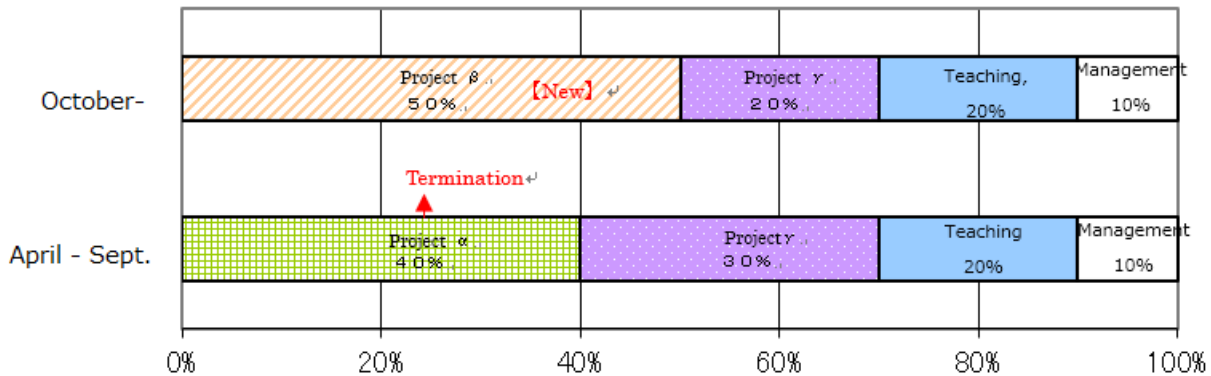 October-
Project β
５０%
【New】
Project γ
２０%
Teaching,
20%
Management
10%
Termination
April - Sept.
Project α
４０%
Projectγ
３０%
Teaching
20%
Management
10%
0%
20%
40%
60%
80%
100%